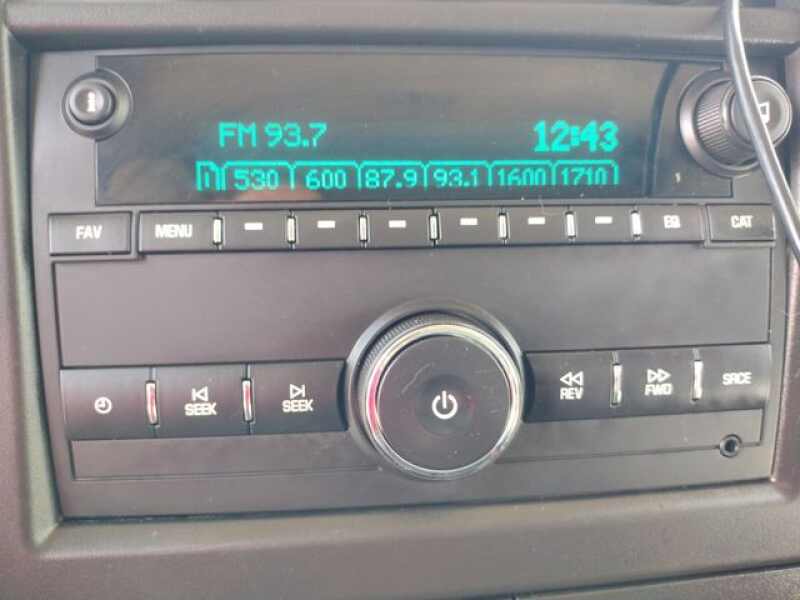 FM 93.7 12:43
1 530 600 87.9 93.1 1600 1710
FAV MENU EQ CAT
SEEK SEEK REV FWD SRCE